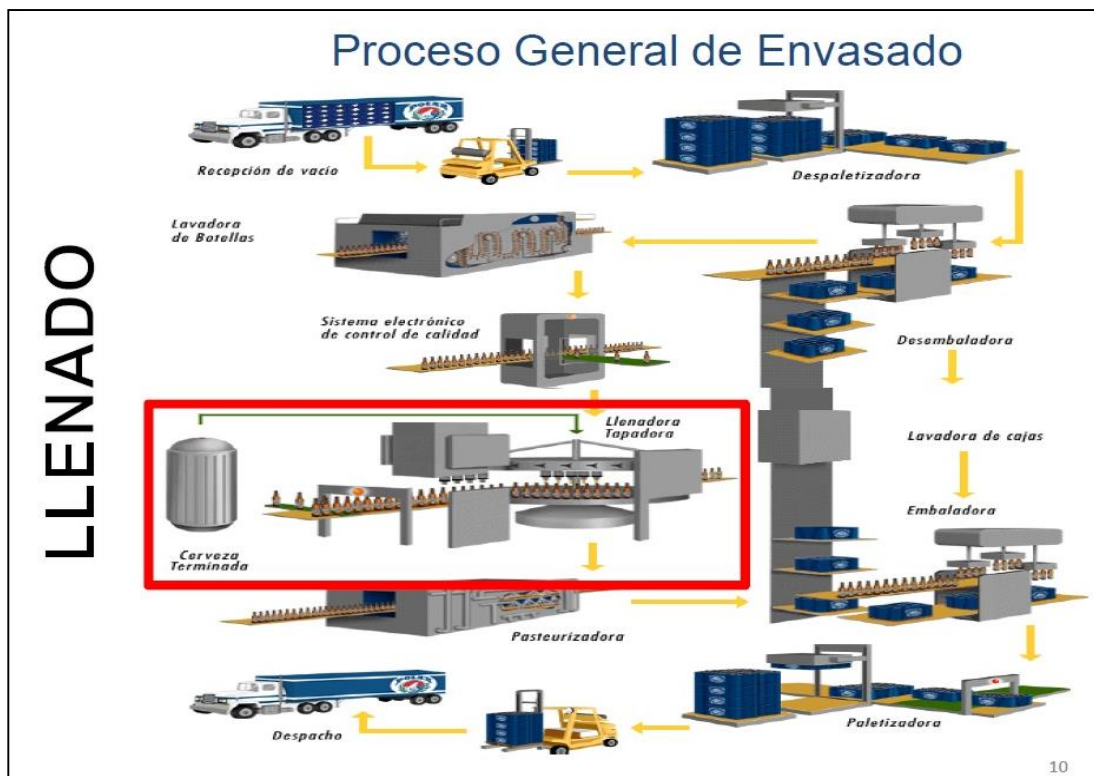 Proceso General de Envasado
LLENADO
Recepción de vacío
Despaletizadora
Lavadora
de Botellas
Sistema electrónico
de control de calidad
Desembaladora
Llenadora
Tapadora
Lavadora de cajas
Embaladora
Cerveza
Terminada
Pasteurizadora
Despacho
Paletizadora
10